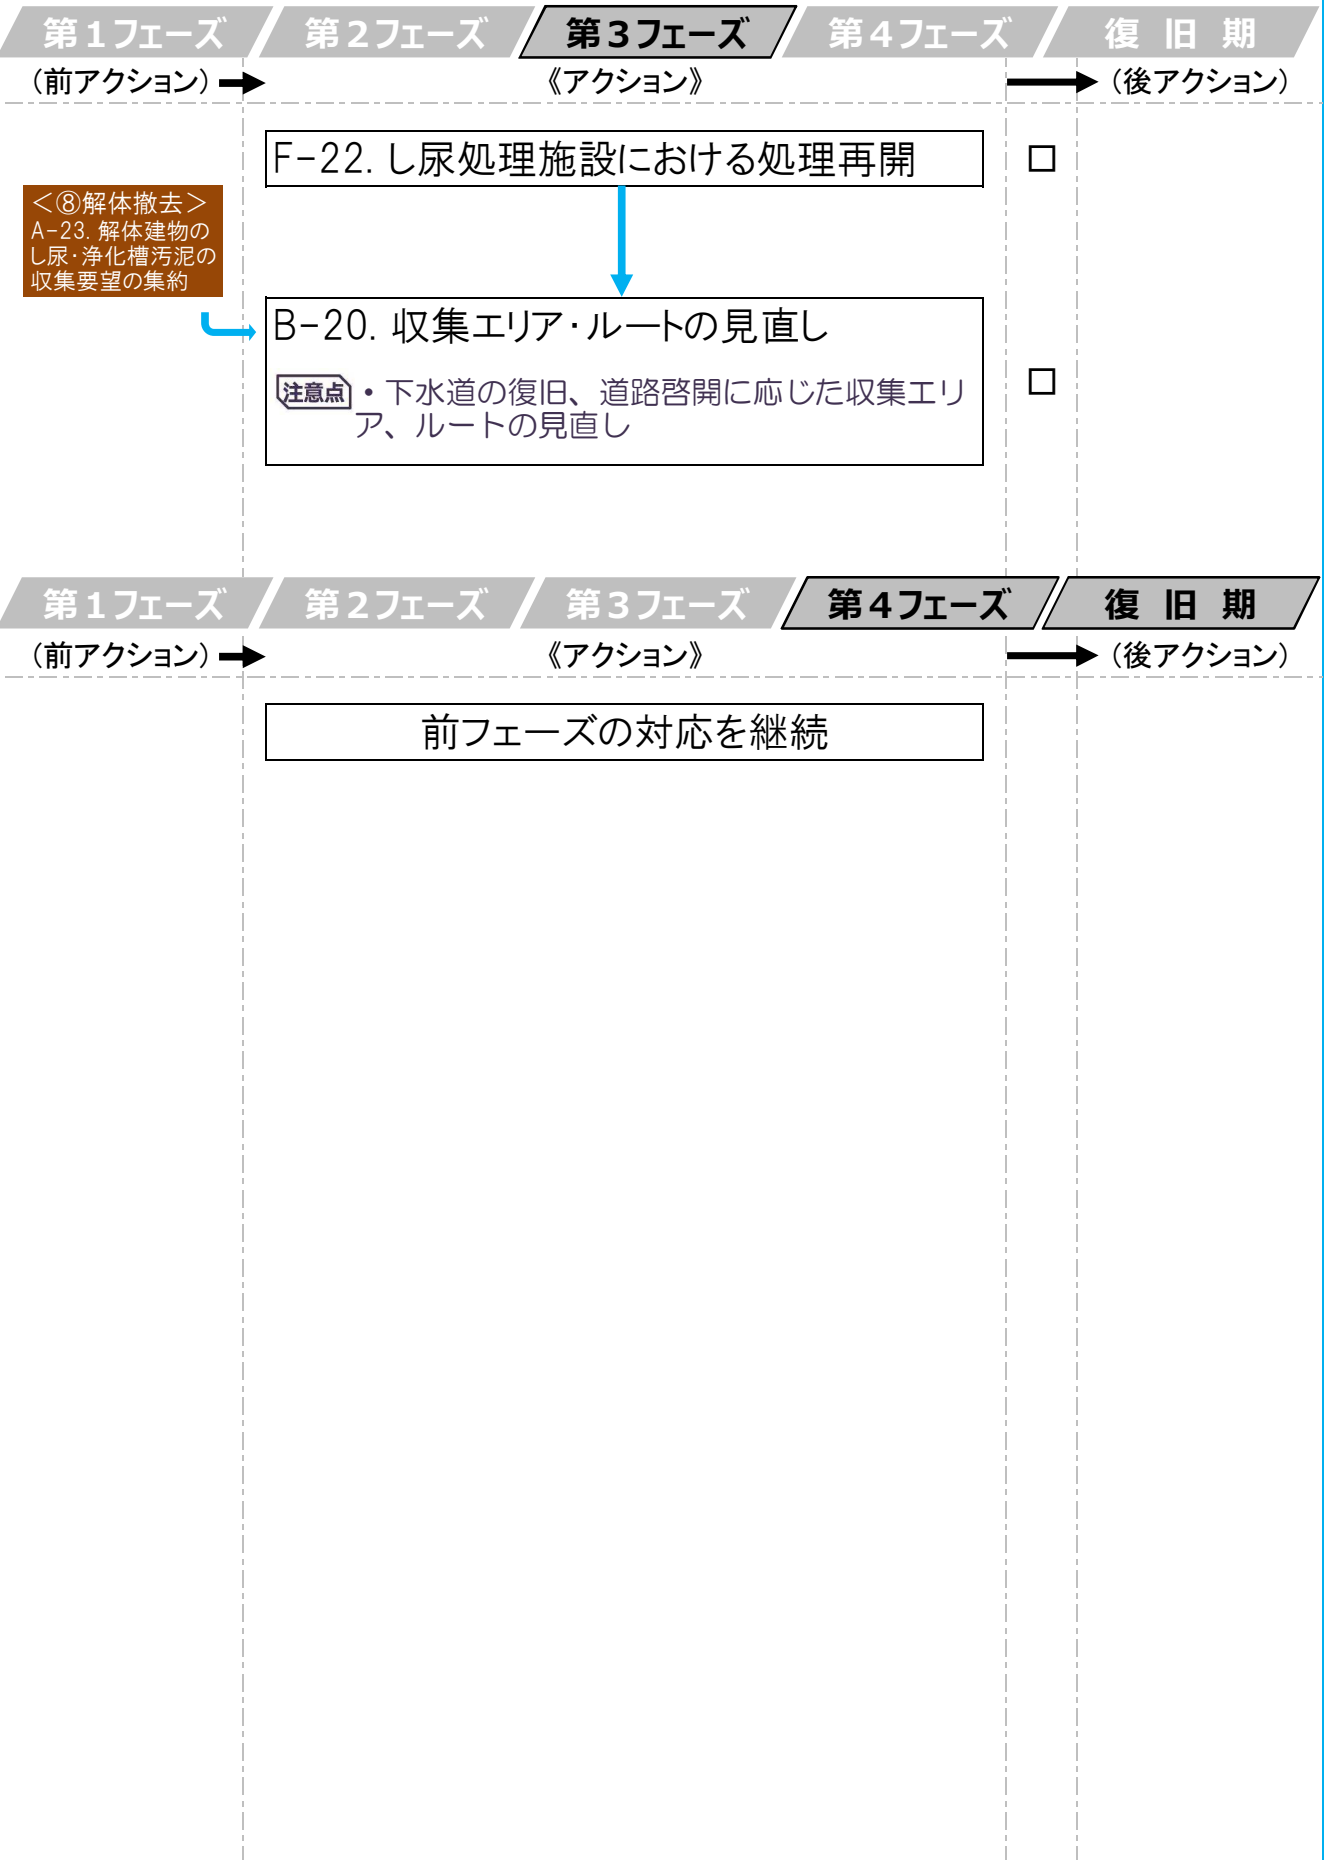 第１フェーズ 第２フェーズ 第３フェーズ 第４フェーズ 復 旧 期
（前アクション） 《アクション》 （後アクション）
F-22. し尿処理施設における処理再開 □
＜⑧解体撤去＞
A-23. 解体建物の
し尿・浄化槽汚泥の
収集要望の集約
B-20. 収集エリア・ルートの見直し
注意点 ・下水道の復旧、道路啓開に応じた収集エリ □
ア、ルートの見直し
第１フェーズ 第２フェーズ 第３フェーズ 第４フェーズ 復 旧 期
（前アクション） 《アクション》 （後アクション）
前フェーズの対応を継続